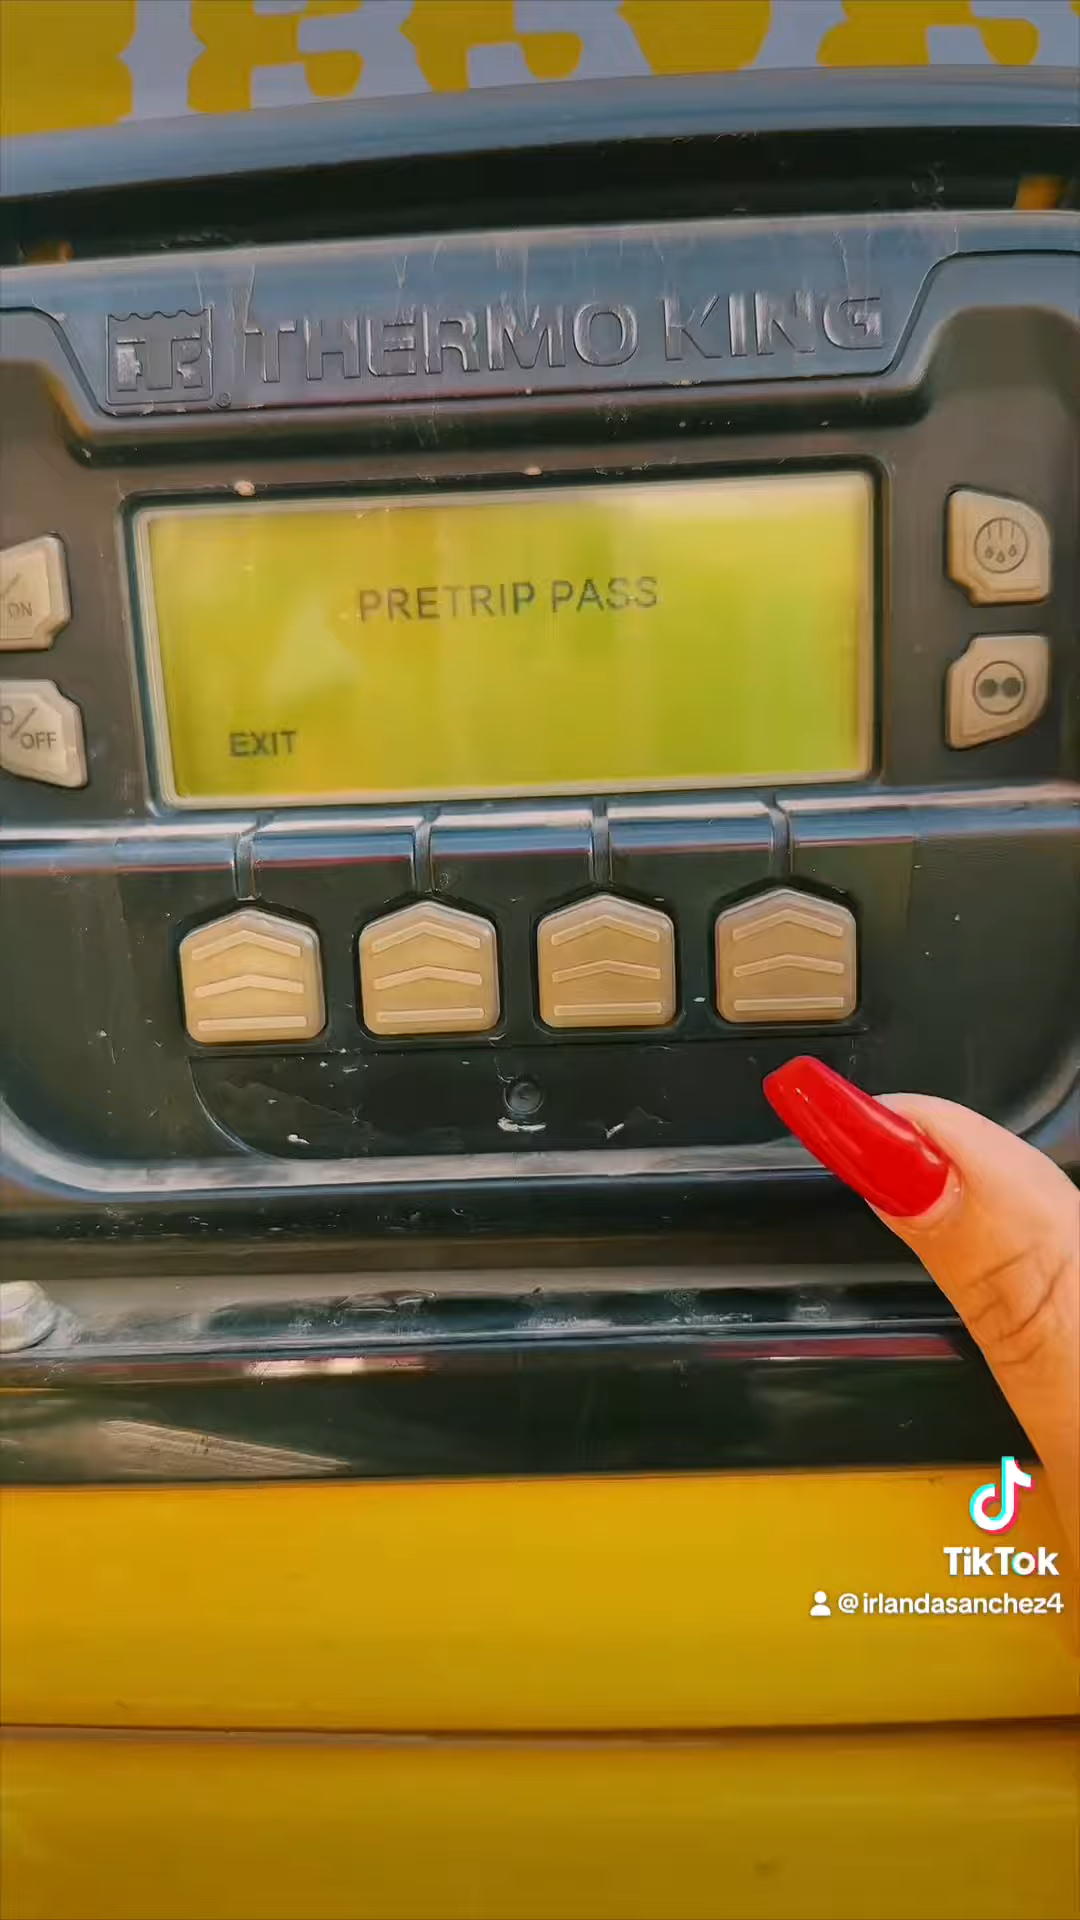 THERMO KING
PRETRIP PASS
ON
OFF
EXIT
TikTok
@irlandasanchez4